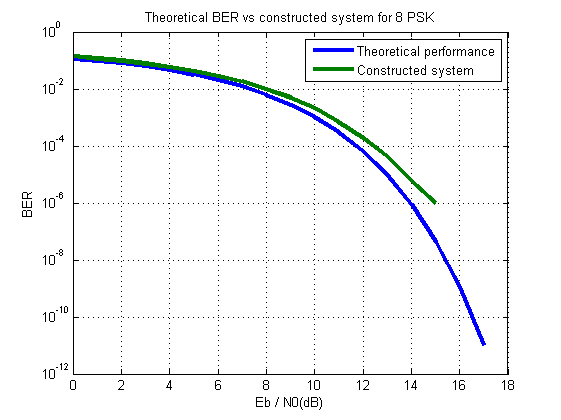 Theoretical BER vs constructed system for 8 PSK
Theoretical performance
Constructed system
10^0
10^-2
10^-4
10^-6
10^-8
10^-10
10^-12
BER
0 2 4 6 8 10 12 14 16 18
Eb / N0(dB)